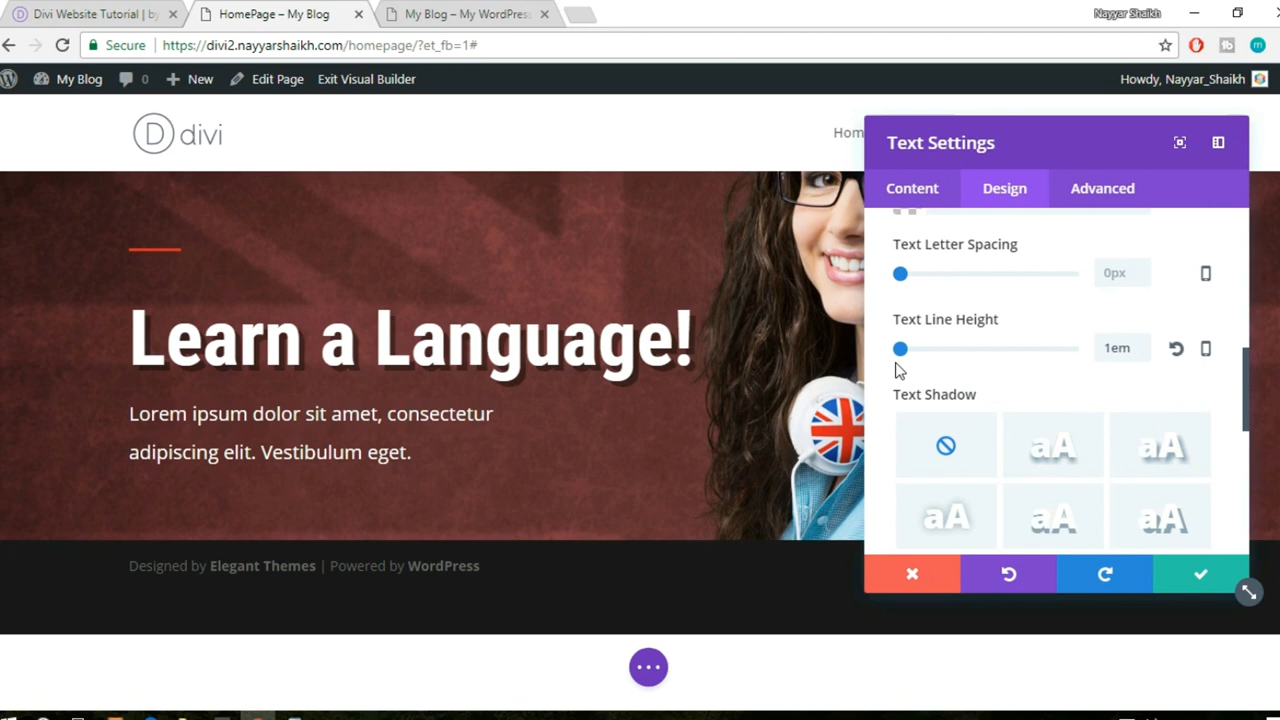 Divi Website Tutorial | by
HomePage – My Blog
My Blog – My WordPress
Nayyar Shaikh
Secure
https://divi2.nayyarshaikh.com/homepage/?et_fb=1#
My Blog
0
New
Edit Page
Exit Visual Builder
Howdy, Nayyar_Shaikh
D divi
Hom
Text Settings
Content
Design
Advanced
Text Letter Spacing
0px
Text Line Height
1em
Text Shadow
aA
aA
aA
aA
aA
Learn a Language!
Lorem ipsum dolor sit amet, consectetur
adipiscing elit. Vestibulum eget.
Designed by Elegant Themes | Powered by WordPress